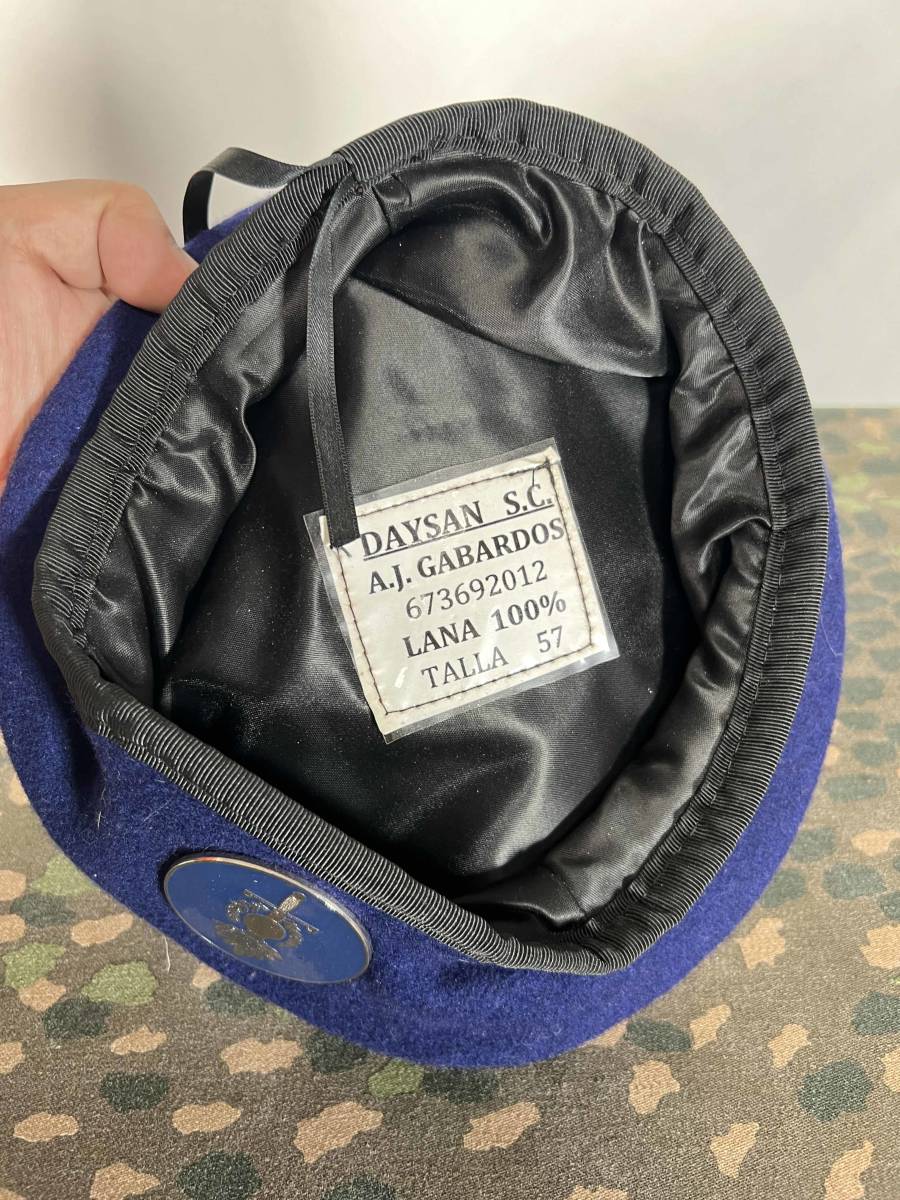 DAYSAN S.C.
A.J. GABARDOS
673692012
LANA 100%
TALLA 57